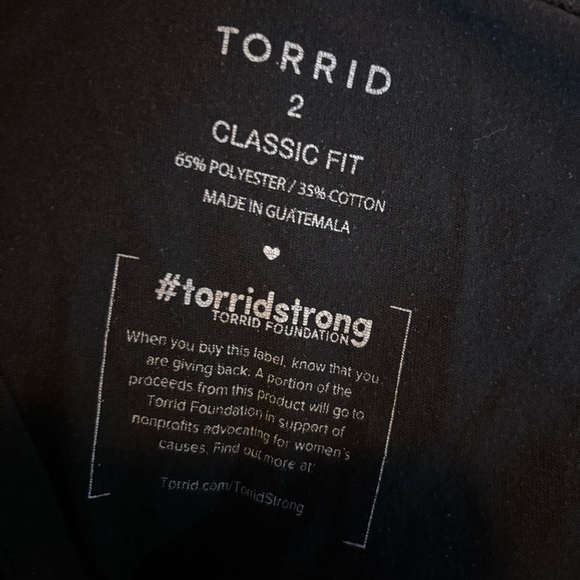 TORRID
2
CLASSIC FIT
65% POLYESTER / 35% COTTON
MADE IN GUATEMALA
#torridstrong
TORRID FOUNDATION
When you buy this label, know that you
are giving back. A portion of the
proceeds from this product will go to
Torrid Foundation in support of
nonprofits advocating for women's
causes. Find out more at:
Torrid.com/TorridStrong